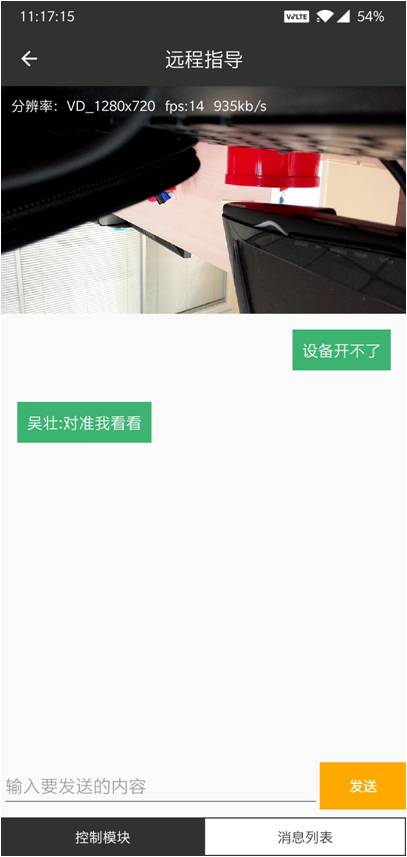 11:17:15 VoLTE 54%
远程指导
分辨率: VD_1280x720 fps:14 935kb/s
设备开不了
吴壮:对准我看看
输入要发送的内容
发送
控制模块
消息列表